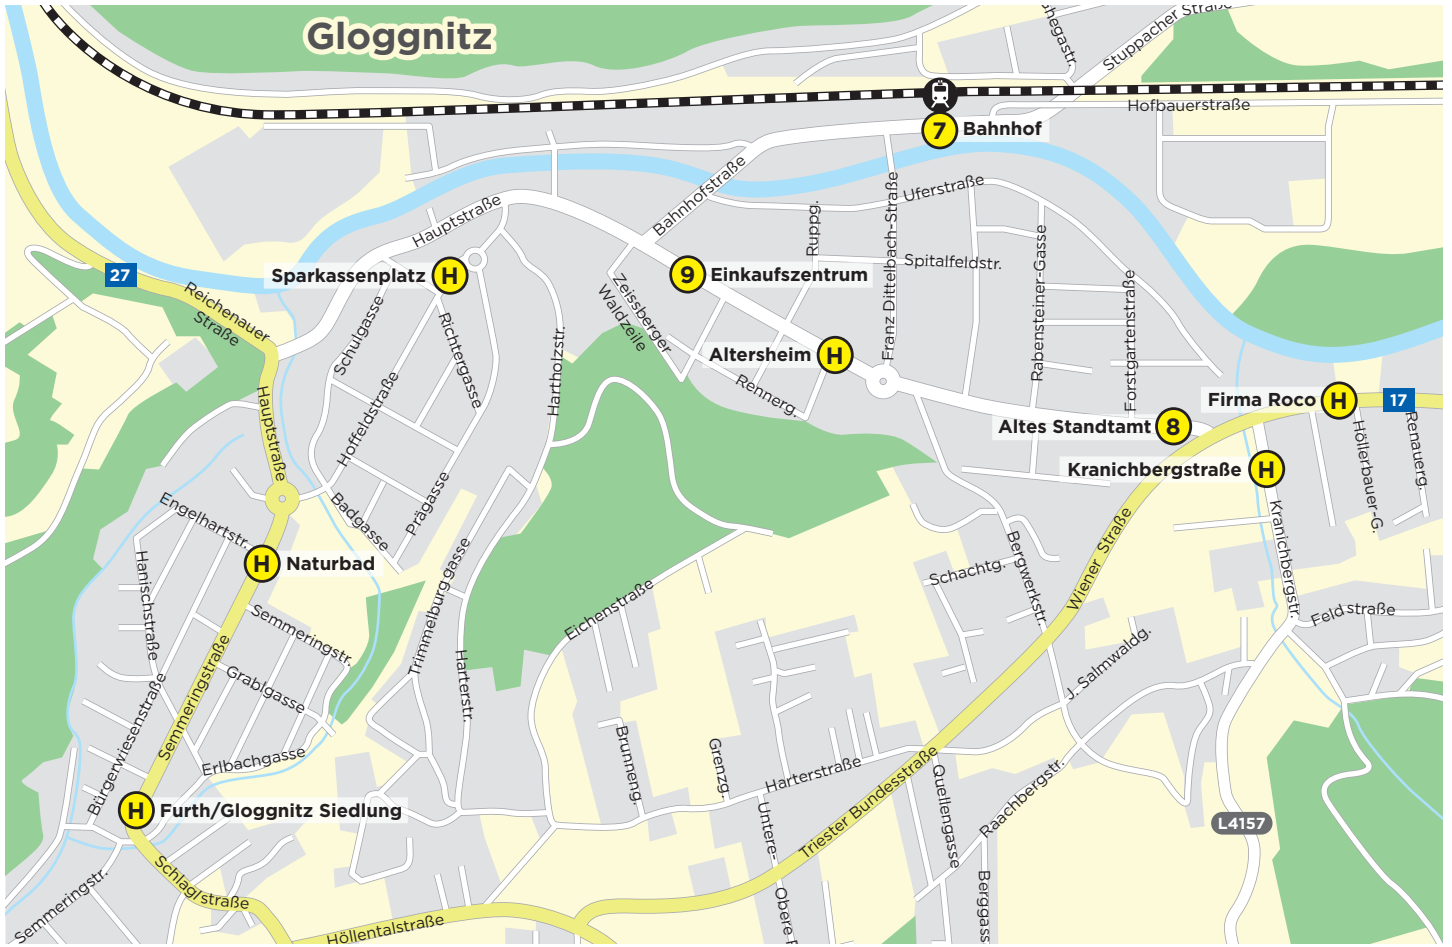 Gloggnitz
Ghegastr.
Stuppacher Straße
Hofbauerstraße
7
Bahnhof
Bahnhofstraße
Uferstraße
Hauptstraße
Ruppg.
Franz Dittelbach-Straße
Spitalfeldstr.
Rabensteiner-Gasse
Forstgartenstraße
27
Sparkassenplatz
H
9
Einkaufszentrum
Reichenauer
Straße
Schulgasse
Richtergasse
Hartholzstr.
Zeissberger
Waldzeile
Rennerg.
Altersheim
H
Hauptstraße
Hoffeldstraße
Firma Roco
H
17
Altes Standtamt
8
Kranichbergstraße
H
Höllerbauer-G.
Renauerg.
Engelhartstr.
Badgasse
Prägasse
Naturbad
H
Hanischstraße
Semmeringstr.
Grablgasse
Erlbachgasse
Semmeringstraße
Bürgerwiesenstraße
Trimmelburggasse
Harterstr.
Eichenstraße
Schachtg.
Bergwerkstr.
Wiener Straße
Kranichbergstr.
Feldstraße
J. Salmwaldg.
Brunneng.
Grenzg.
Harterstraße
Untere-
Obere
Triester Bundesstraße
Quellengasse
Raachbergstr.
Berggass
L4157
H
Furth/Gloggnitz Siedlung
Schlaglstraße
Semmeringstr.
Höllentalstraße